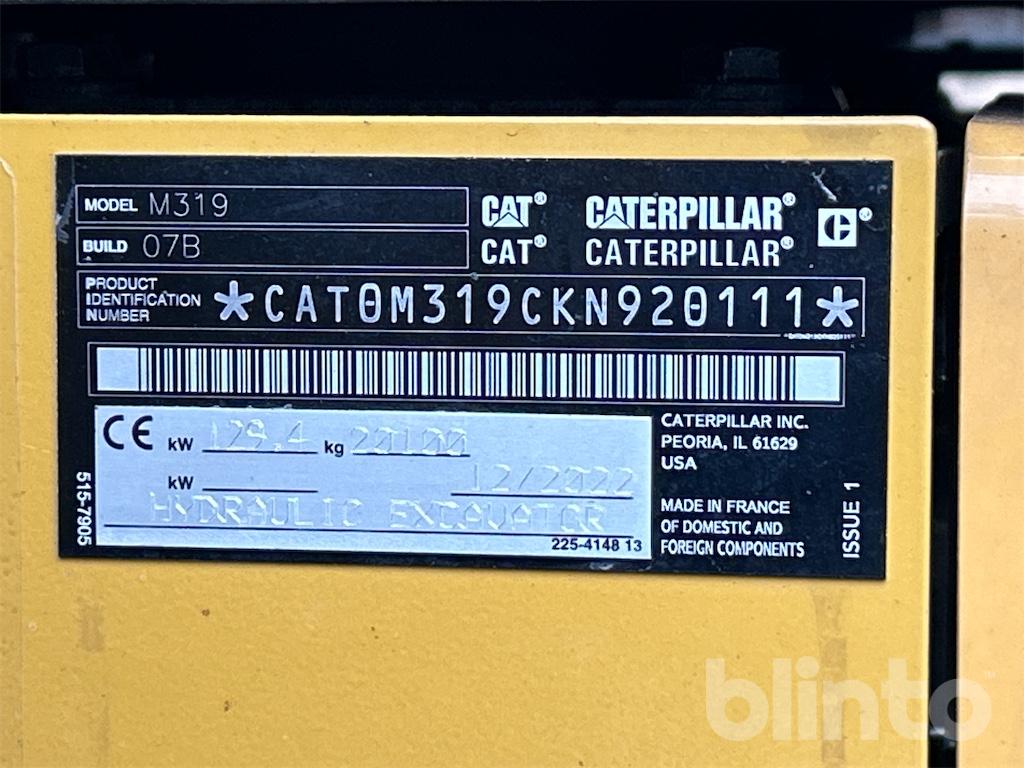 MODEL M319
BUILD 07B
CAT® CATERPILLAR® C®
CAT® CATERPILLAR®
PRODUCT
IDENTIFICATION
NUMBER
*CAT0M319CKN920111*
CE kW 129.4 kg 20100
kW 12/2022
HYDRAULIC EXCAVATOR
225-4148 13
515-7905
CATERPILLAR INC.
PEORIA, IL 61629
USA
MADE IN FRANCE
OF DOMESTIC AND
FOREIGN COMPONENTS
ISSUE 1
blinto™